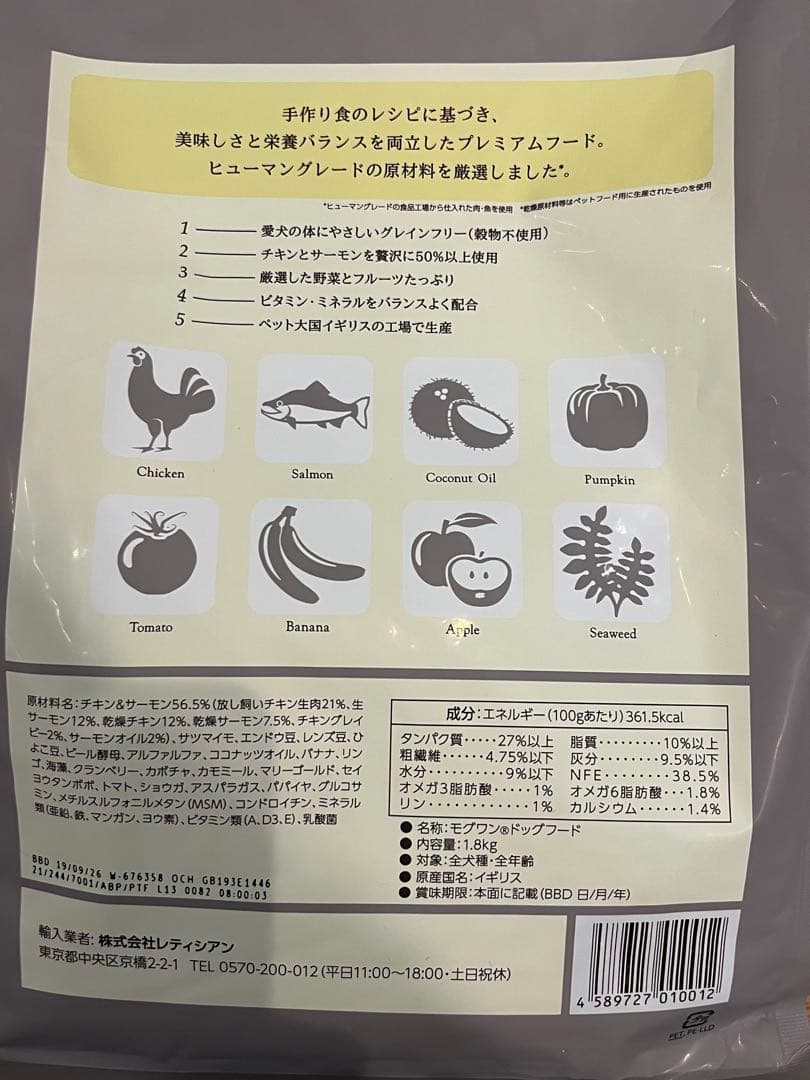 手作り食のレシピに基づき、
美味しさと栄養バランスを両立したプレミアムフード。
ヒューマングレードの原材料を厳選しました*。
*ヒューマングレードの食品工場から仕入れた肉・魚を使用 *乾燥原材料等はペットフード用に生産されたものを使用
1 愛犬の体にやさしいグレインフリー(穀物不使用)
2 チキンとサーモンを贅沢に50%以上使用
3 厳選した野菜とフルーツたっぷり
4 ビタミン・ミネラルをバランスよく配合
5 ペット大国イギリスの工場で生産
Chicken Salmon Coconut Oil Pumpkin
Tomato Banana Apple Seaweed
原材料名:チキン&サーモン56.5%(放し飼いチキン生肉21%、生
サーモン12%、乾燥チキン12%、乾燥サーモン7.5%、チキングレイ
ビー2%、サーモンオイル2%)、サツマイモ、エンドウ豆、レンズ豆、ひ
よこ豆、ビール酵母、アルファルファ、ココナッツオイル、バナナ、リン
ゴ、海藻、クランベリー、カボチャ、カモミール、マリーゴールド、セイ
ヨウタンポポ、トマト、ショウガ、アスパラガス、パパイヤ、グルコサ
ミン、メチルスルフォニルメタン(MSM)、コンドロイチン、ミネラル
類(亜鉛、鉄、マンガン、ヨウ素)、ビタミン類(A、D3、E)、乳酸菌
BBD 19/09/26 W-676358 OCH GB193E1446
21/244/7001/ABP/PTF L13 0082 08:00:03
成分:エネルギー(100gあたり)361.5kcal
タンパク質・・・・・27%以上 脂質・・・・・・・・・10%以上
粗繊維・・・・・・4.75%以下 灰分・・・・・・・・・9.5%以下
水分・・・・・・・・・・9%以下 NFE・・・・・・・・38.5%
オメガ3脂肪酸・・・・・1% オメガ6脂肪酸・・・1.8%
リン・・・・・・・・・・・・1% カルシウム・・・・・・1.4%
●名称:モグワン®ドッグフード
●内容量:1.8kg
●対象:全犬種・全年齢
●原産国名:イギリス
●賞味期限:本面に記載(BBD 日/月/年)
輸入業者:株式会社レティシアン
東京都中央区京橋2-2-1 TEL 0570-200-012(平日11:00〜18:00・土日祝休)
4 589727 010012
PET, PE-LLD